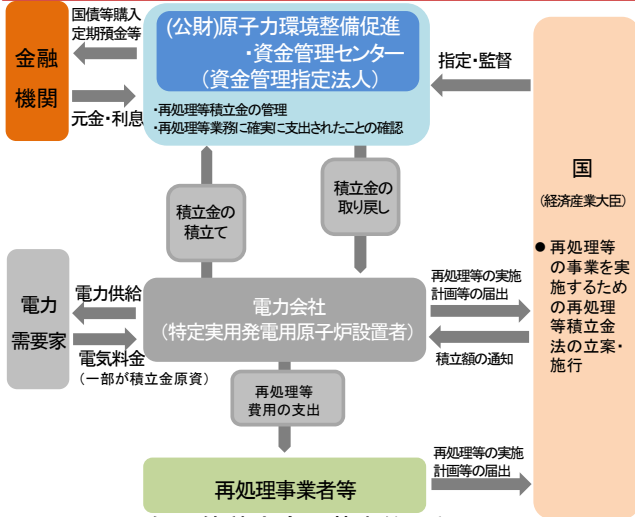 国債等購入
定期預金等
金融
機関
元金・利息
(公財)原子力環境整備促進
・資金管理センター
(資金管理指定法人)
・再処理等積立金の管理
・再処理等業務に確実に支出されたことの確認
指定・監督
国
(経済産業大臣)
● 再処理等
の事業を実
施するため
の再処理
等積立金
法の立案・
施行
積立金の
積立て
積立金の
取り戻し
電力
需要家
電力供給
電気料金
(一部が積立金原資)
電力会社
(特定実用発電用原子炉設置者)
再処理等の実施
計画等の届出
積立額の通知
再処理等
費用の支出
再処理事業者等
再処理等の実施
計画等の届出